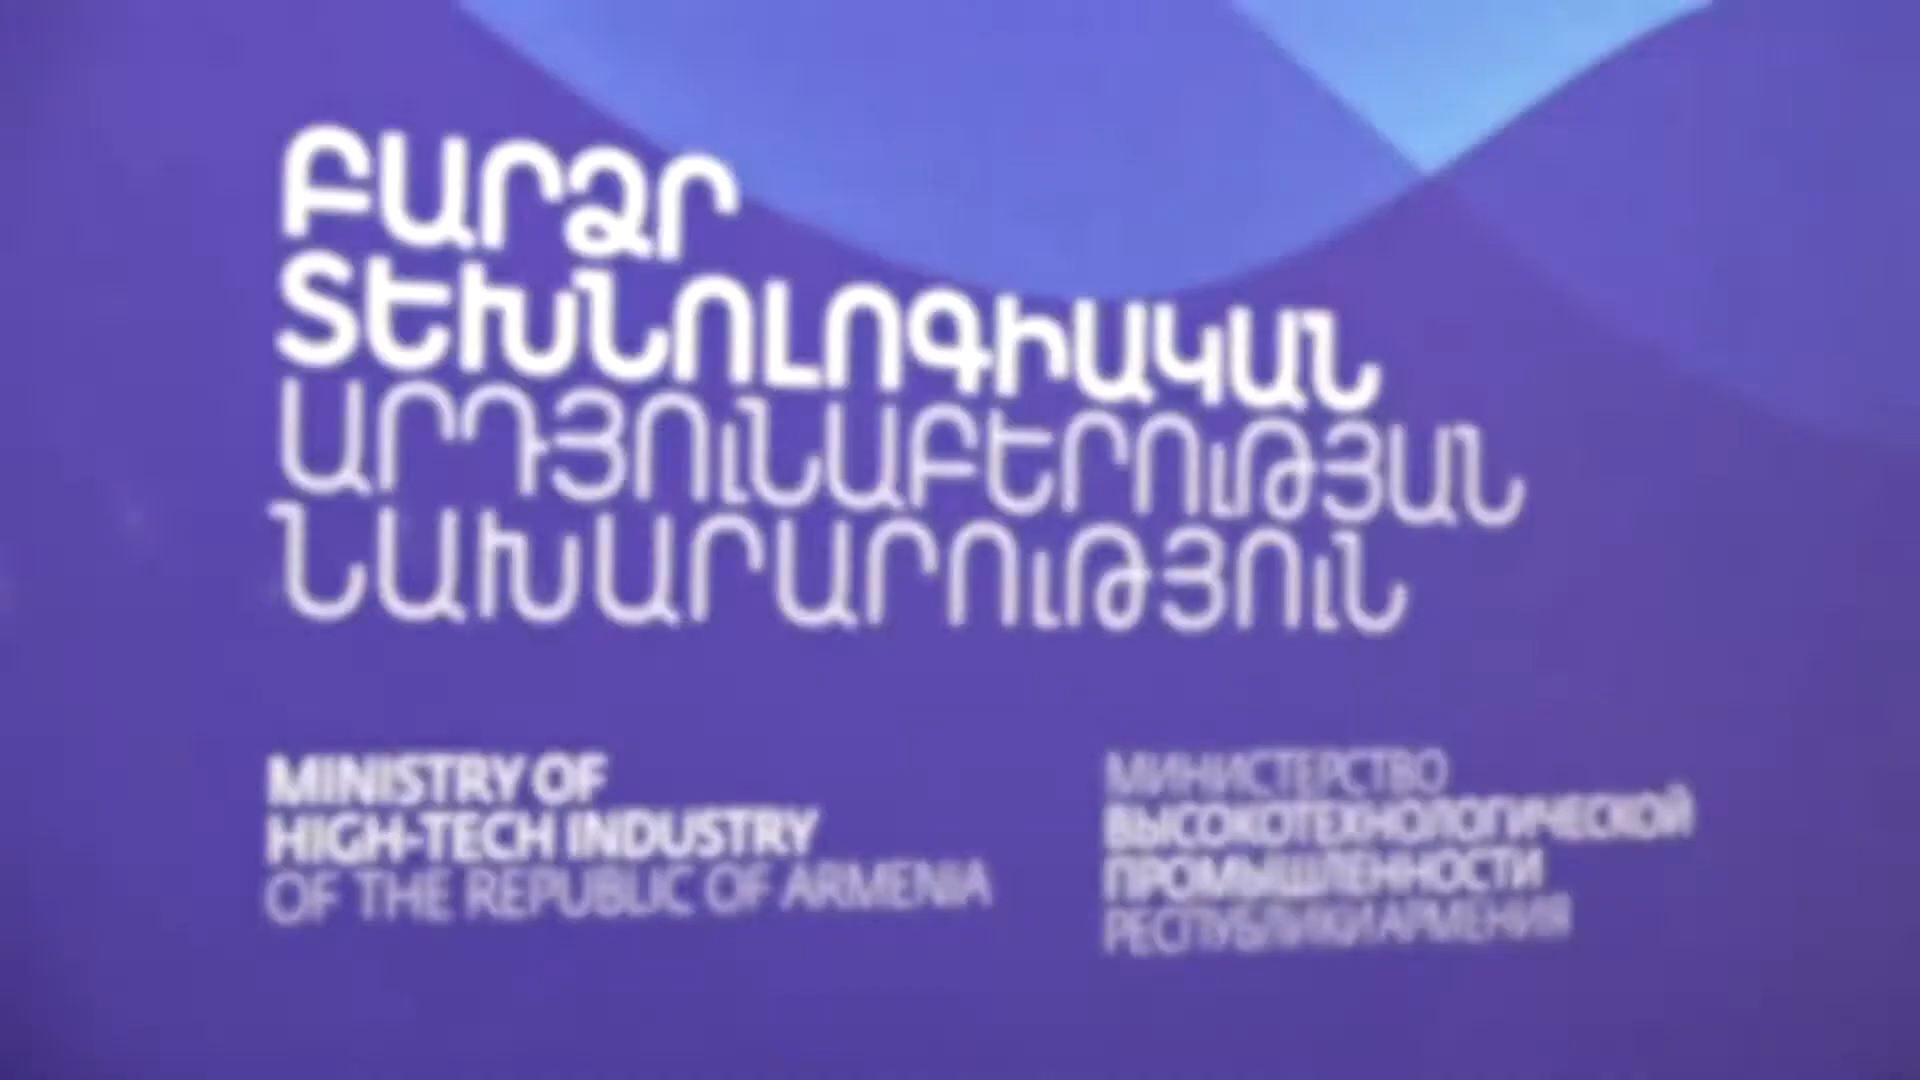 ԲԱՐՁՐ
ՏԵԽՆՈԼՈԳԻԱԿԱՆ
ԱՐԴՅՈՒՆԱԲԵՐՈՒԹՅԱՆ
ՆԱԽԱՐԱՐՈՒԹՅՈՒՆ
MINISTRY OF
HIGH-TECH INDUSTRY
OF THE REPUBLIC OF ARMENIA
МИНИСТЕРСТВО
ВЫСОКОТЕХНОЛОГИЧЕСКОЙ
ПРОМЫШЛЕННОСТИ
РЕСПУБЛИКИ АРМЕНИЯ